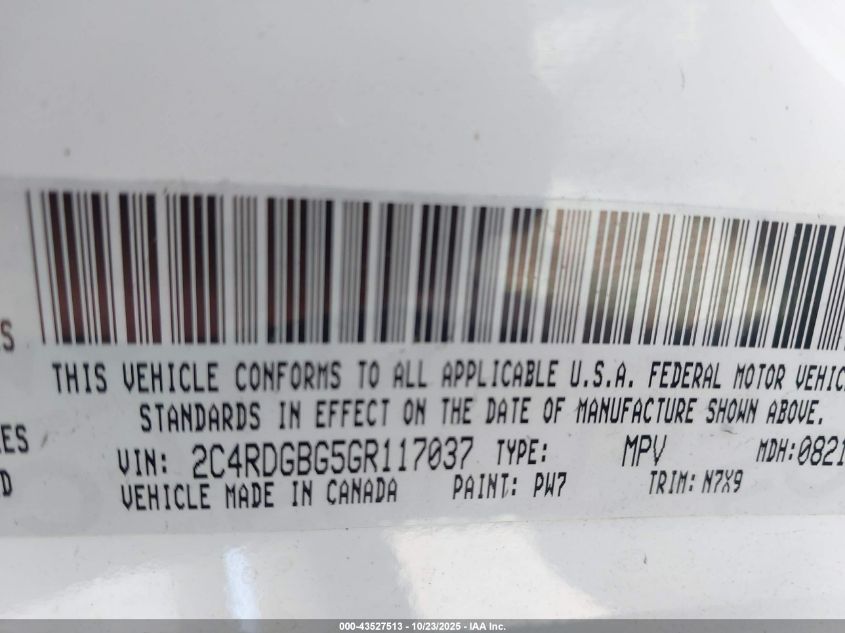 S
THIS VEHICLE CONFORMS TO ALL APPLICABLE U.S.A. FEDERAL MOTOR VEHIC
STANDARDS IN EFFECT ON THE DATE OF MANUFACTURE SHOWN ABOVE.
ES
VIN: 2C4RDGBG5GR117037 TYPE: MPV MDH:0821
D
VEHICLE MADE IN CANADA PAINT: PW7 TRIM: N7X9
000-43527513 - 10/23/2025 - IAA Inc.